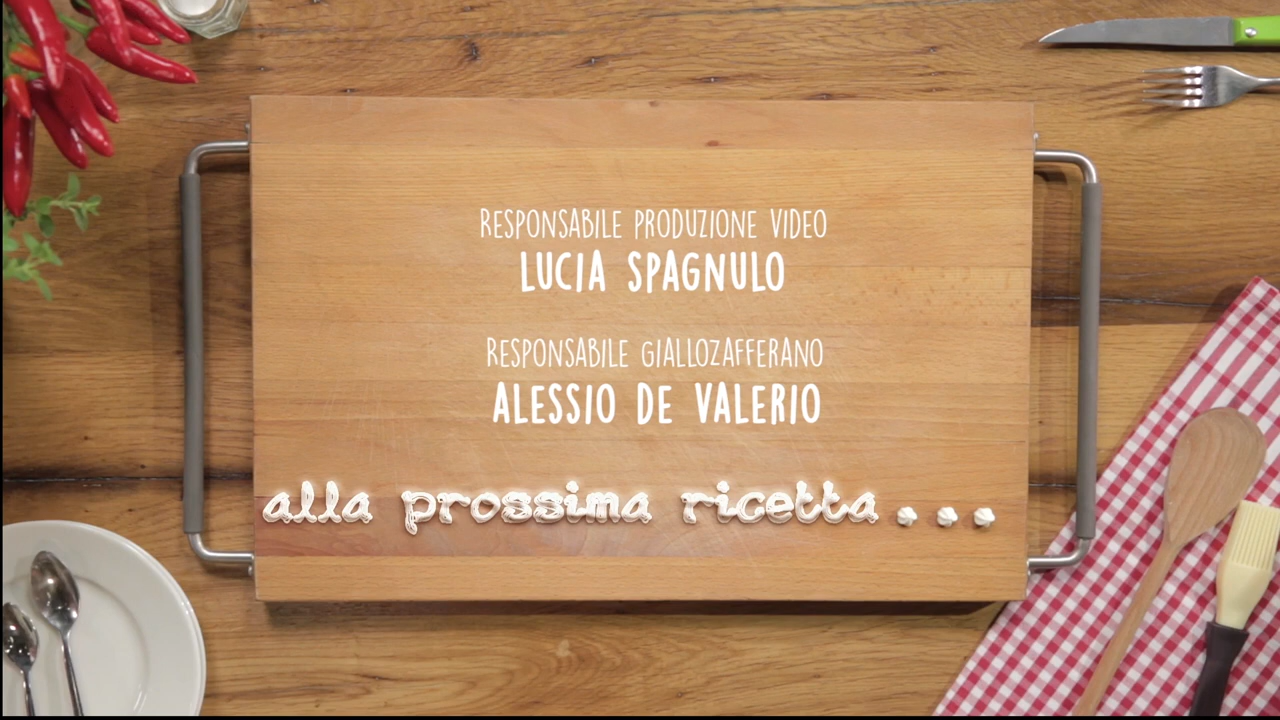 RESPONSABILE PRODUZIONE VIDEO
LUCIA SPAGNULO
RESPONSABILE GIALLOZAFFERANO
ALESSIO DE VALERIO
alla prossima ricetta...